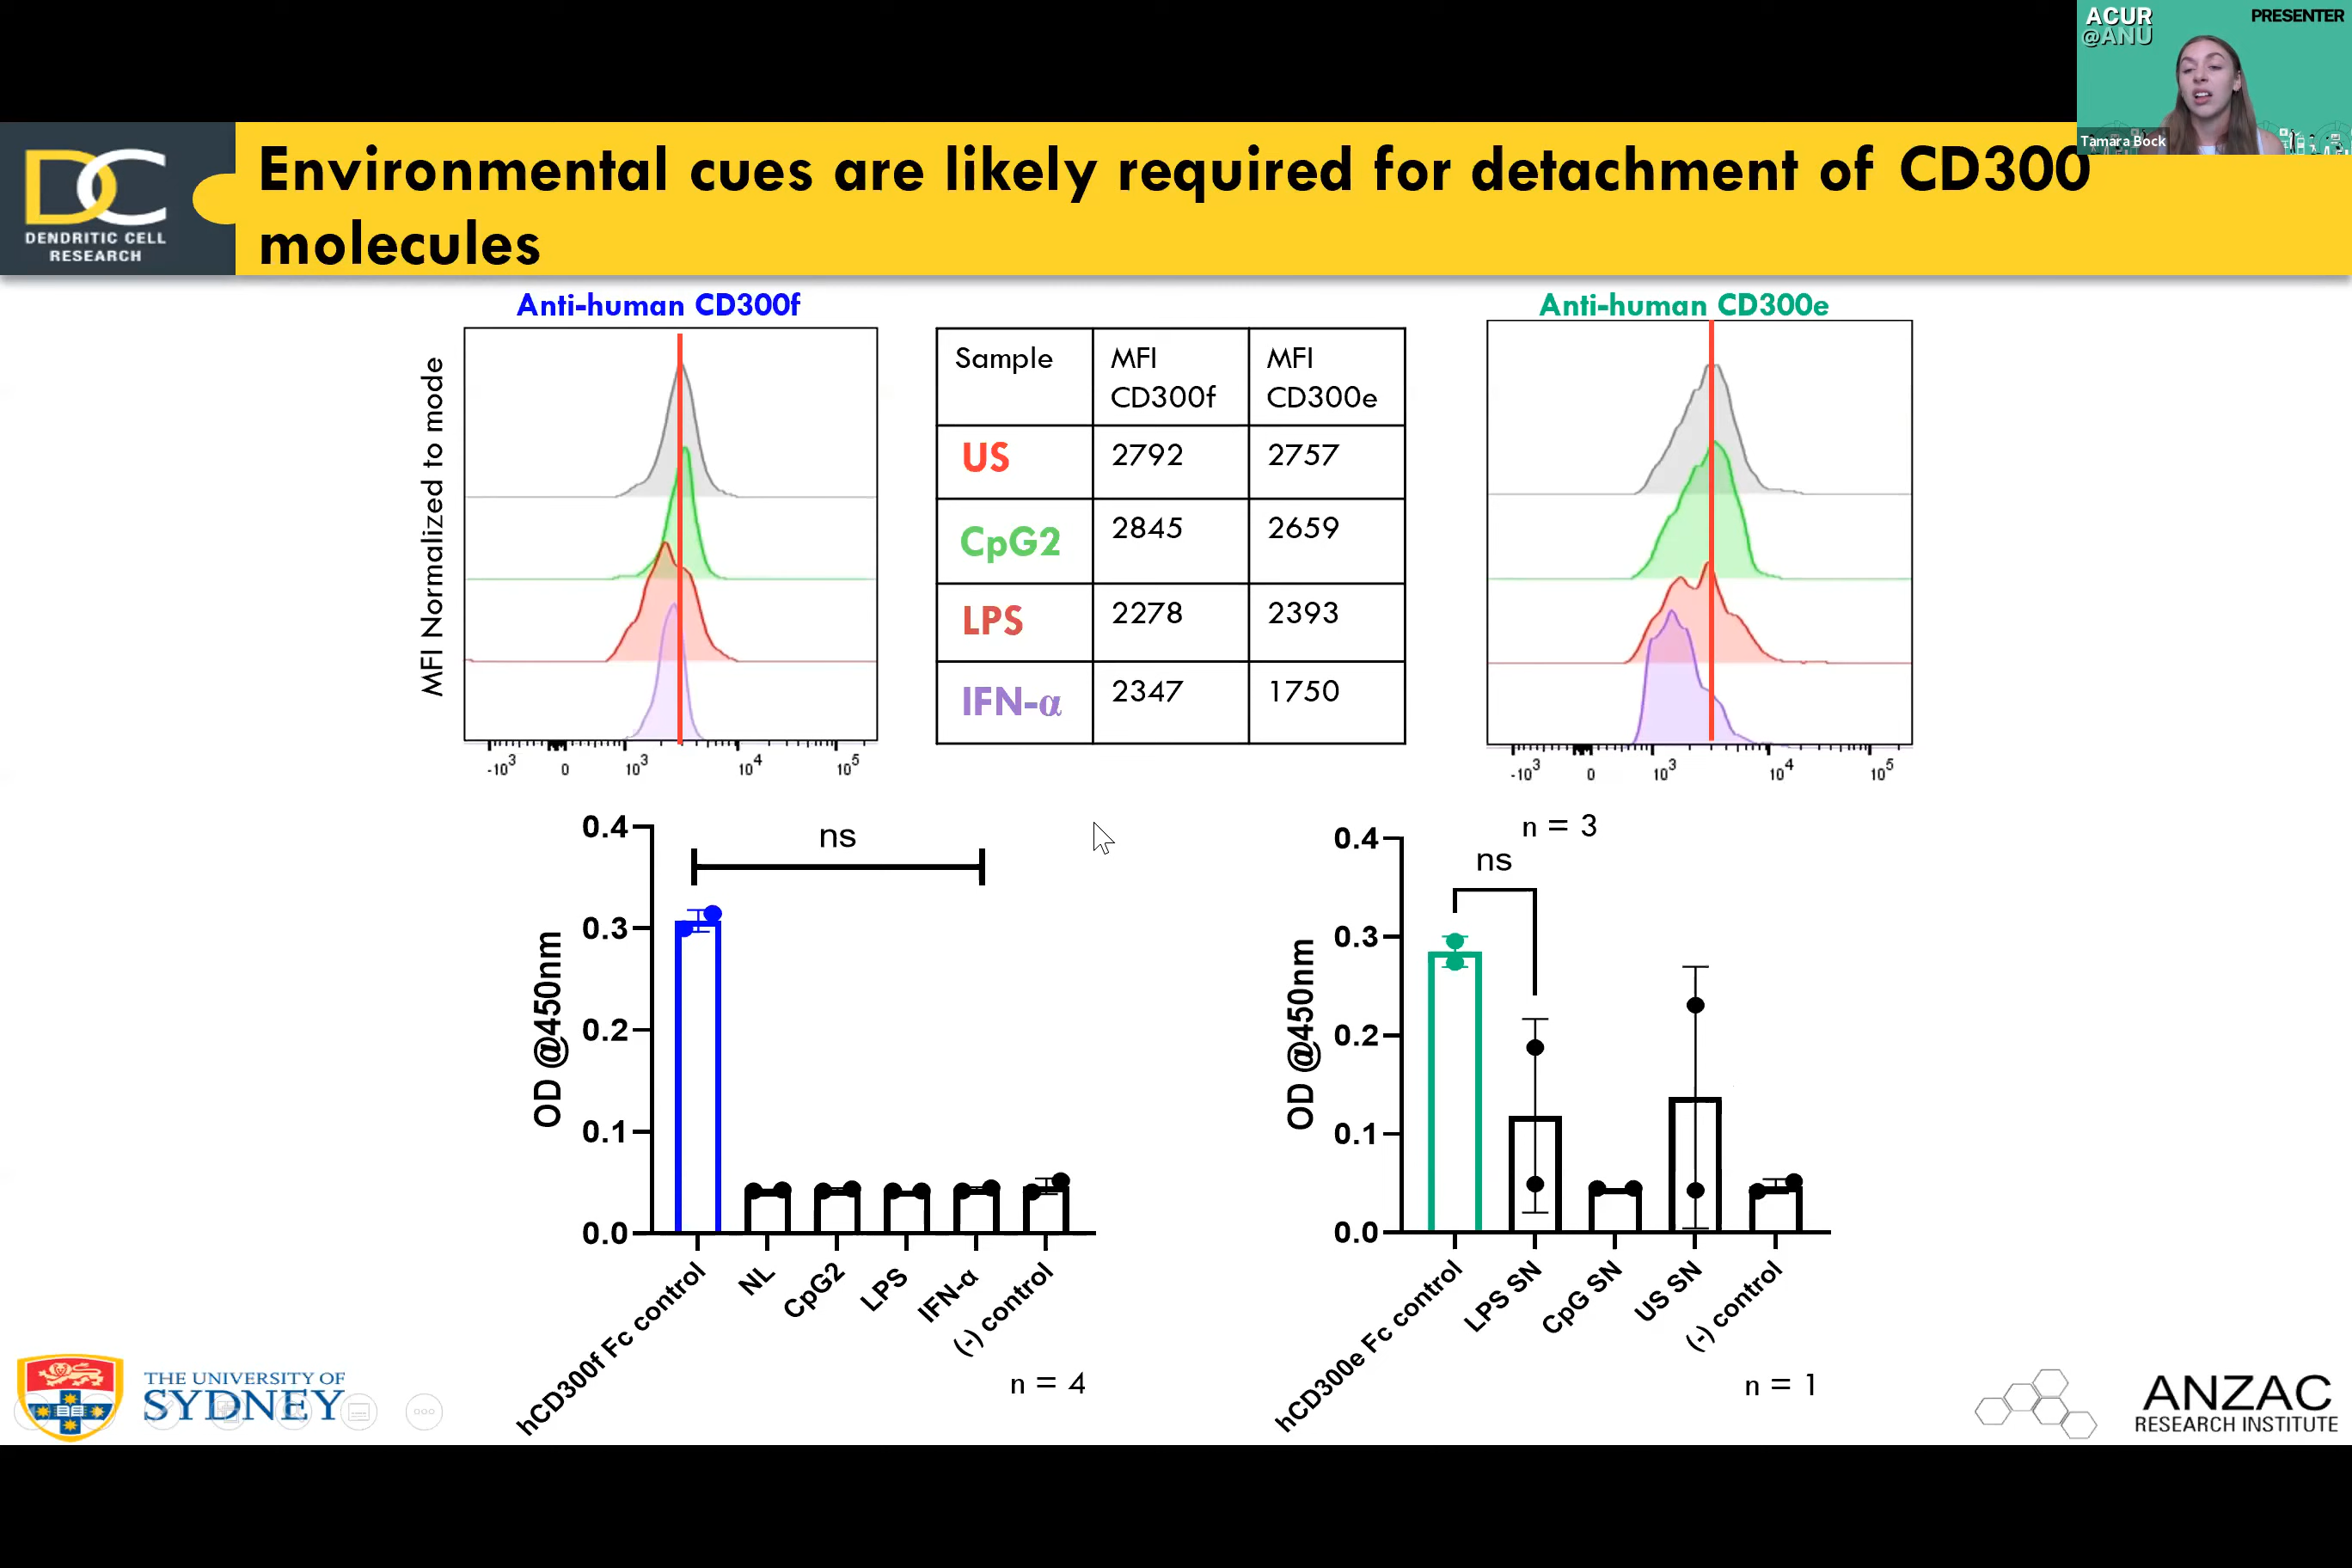 ACUR
@ANU
PRESENTER
Tamara Bock
DC
DENDRITIC CELL
RESEARCH
Environmental cues are likely required for detachment of CD300
molecules
Anti-human CD300f
MFI Normalized to mode
-10³ 0 10³ 10⁴ 10⁵
Sample MFI CD300f MFI CD300e
US 2792 2757
CpG2 2845 2659
LPS 2278 2393
IFN-α 2347 1750
Anti-human CD300e
-10³ 0 10³ 10⁴ 10⁵
n = 3
ns
OD @450nm
0.4
0.3
0.2
0.1
0.0
hCD300f Fc control
NL
CpG2
LPS
IFN-α
(-) control
n = 4
ns
OD @450nm
0.4
0.3
0.2
0.1
0.0
hCD300e Fc control
LPS SN
CpG SN
US SN
(-) control
n = 1
THE UNIVERSITY OF
SYDNEY
ANZAC
RESEARCH INSTITUTE